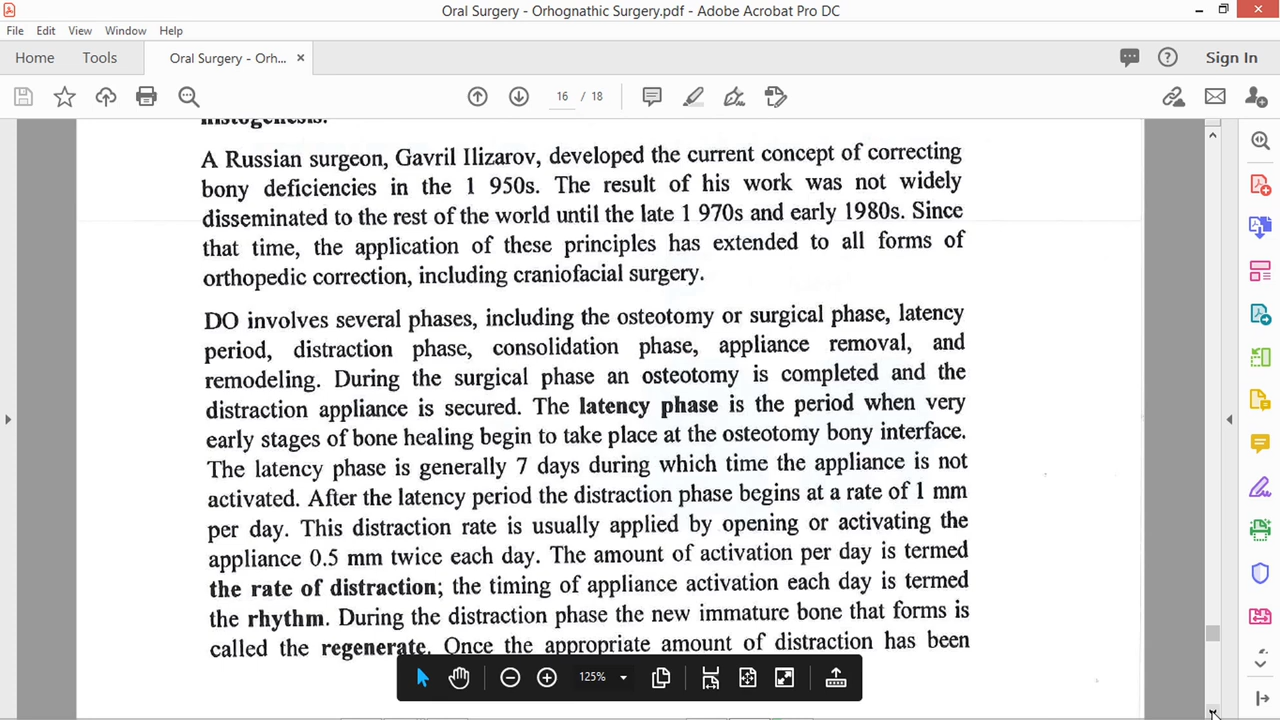 Oral Surgery - Orhognathic Surgery.pdf - Adobe Acrobat Pro DC
File Edit View Window Help
Home Tools Oral Surgery - Orh... × Sign In
16 / 18
histogenesis.
A Russian surgeon, Gavril Ilizarov, developed the current concept of correcting
bony deficiencies in the 1 950s. The result of his work was not widely
disseminated to the rest of the world until the late 1 970s and early 1980s. Since
that time, the application of these principles has extended to all forms of
orthopedic correction, including craniofacial surgery.
DO involves several phases, including the osteotomy or surgical phase, latency
period, distraction phase, consolidation phase, appliance removal, and
remodeling. During the surgical phase an osteotomy is completed and the
distraction appliance is secured. The latency phase is the period when very
early stages of bone healing begin to take place at the osteotomy bony interface.
The latency phase is generally 7 days during which time the appliance is not
activated. After the latency period the distraction phase begins at a rate of 1 mm
per day. This distraction rate is usually applied by opening or activating the
appliance 0.5 mm twice each day. The amount of activation per day is termed
the rate of distraction; the timing of appliance activation each day is termed
the rhythm. During the distraction phase the new immature bone that forms is
called the regenerate. Once the appropriate amount of distraction has been
125%